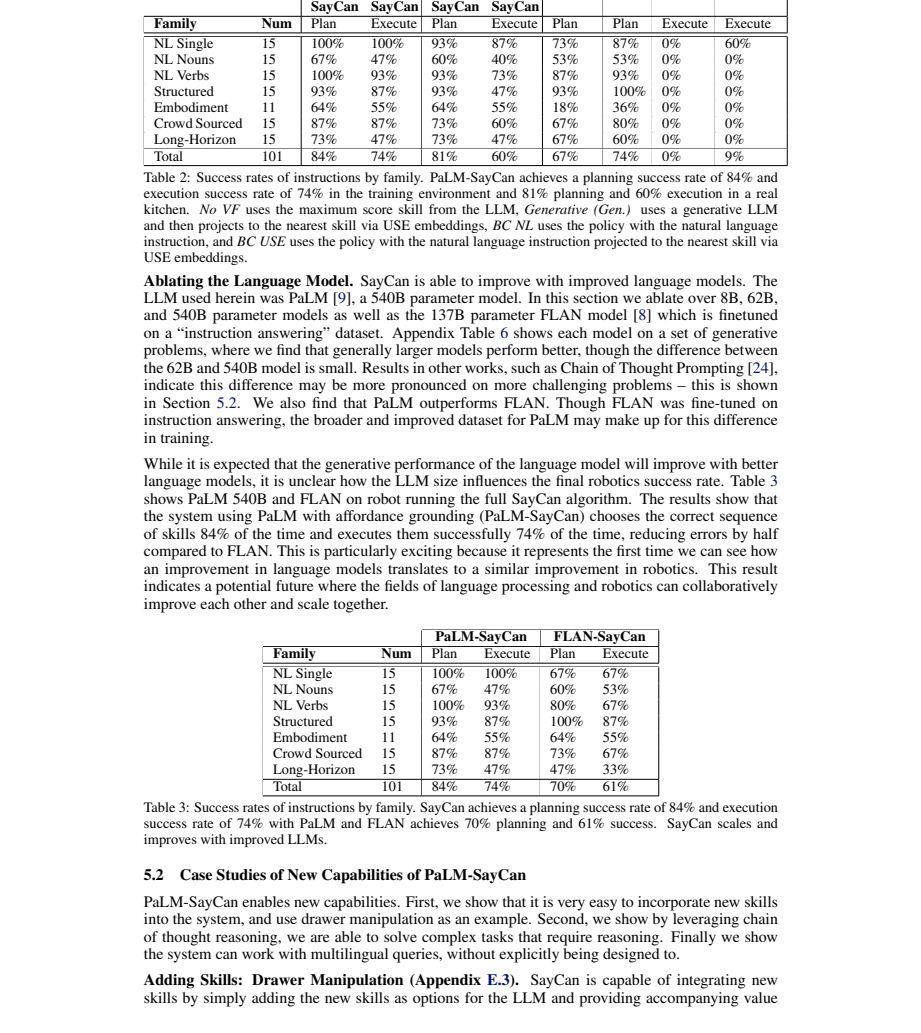 SayCan SayCan SayCan SayCan
Family Num Plan Execute Plan Execute Plan Plan Execute Execute
NL Single 15 100% 100% 93% 87% 73% 87% 0% 60%
NL Nouns 15 67% 47% 60% 40% 53% 53% 0% 0%
NL Verbs 15 100% 93% 93% 73% 87% 93% 0% 0%
Structured 15 93% 87% 93% 47% 93% 100% 0% 0%
Embodiment 11 64% 55% 64% 55% 18% 36% 0% 0%
Crowd Sourced 15 87% 87% 73% 60% 67% 80% 0% 0%
Long-Horizon 15 73% 47% 73% 47% 67% 60% 0% 0%
Total 101 84% 74% 81% 60% 67% 74% 0% 9%
Table 2: Success rates of instructions by family. PaLM-SayCan achieves a planning success rate of 84% and
execution success rate of 74% in the training environment and 81% planning and 60% execution in a real
kitchen. No VF uses the maximum score skill from the LLM, Generative (Gen.) uses a generative LLM
and then projects to the nearest skill via USE embeddings, BC NL uses the policy with the natural language
instruction, and BC USE uses the policy with the natural language instruction projected to the nearest skill via
USE embeddings.
Ablating the Language Model. SayCan is able to improve with improved language models. The
LLM used herein was PaLM [9], a 540B parameter model. In this section we ablate over 8B, 62B,
and 540B parameter models as well as the 137B parameter FLAN model [8] which is finetuned
on a “instruction answering” dataset. Appendix Table 6 shows each model on a set of generative
problems, where we find that generally larger models perform better, though the difference between
the 62B and 540B model is small. Results in other works, such as Chain of Thought Prompting [24],
indicate this difference may be more pronounced on more challenging problems – this is shown
in Section 5.2. We also find that PaLM outperforms FLAN. Though FLAN was fine-tuned on
instruction answering, the broader and improved dataset for PaLM may make up for this difference
in training.
While it is expected that the generative performance of the language model will improve with better
language models, it is unclear how the LLM size influences the final robotics success rate. Table 3
shows PaLM 540B and FLAN on robot running the full SayCan algorithm. The results show that
the system using PaLM with affordance grounding (PaLM-SayCan) chooses the correct sequence
of skills 84% of the time and executes them successfully 74% of the time, reducing errors by half
compared to FLAN. This is particularly exciting because it represents the first time we can see how
an improvement in language models translates to a similar improvement in robotics. This result
indicates a potential future where the fields of language processing and robotics can collaboratively
improve each other and scale together.
PaLM-SayCan FLAN-SayCan
Family Num Plan Execute Plan Execute
NL Single 15 100% 100% 67% 67%
NL Nouns 15 67% 47% 60% 53%
NL Verbs 15 100% 93% 80% 67%
Structured 15 93% 87% 100% 87%
Embodiment 11 64% 55% 64% 55%
Crowd Sourced 15 87% 87% 73% 67%
Long-Horizon 15 73% 47% 47% 33%
Total 101 84% 74% 70% 61%
Table 3: Success rates of instructions by family. SayCan achieves a planning success rate of 84% and execution
success rate of 74% with PaLM and FLAN achieves 70% planning and 61% success. SayCan scales and
improves with improved LLMs.
5.2 Case Studies of New Capabilities of PaLM-SayCan
PaLM-SayCan enables new capabilities. First, we show that it is very easy to incorporate new skills
into the system, and use drawer manipulation as an example. Second, we show by leveraging chain
of thought reasoning, we are able to solve complex tasks that require reasoning. Finally we show
the system can work with multilingual queries, without explicitly being designed to.
Adding Skills: Drawer Manipulation (Appendix E.3). SayCan is capable of integrating new
skills by simply adding the new skills as options for the LLM and providing accompanying value